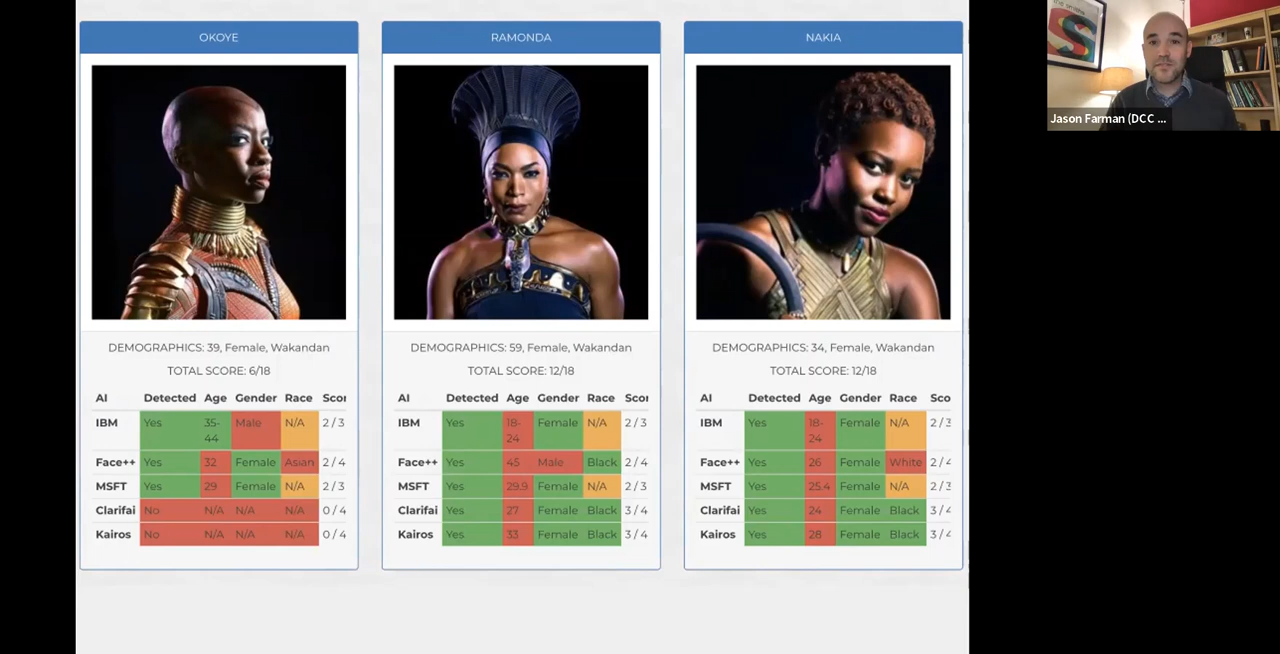 OKOYE
DEMOGRAPHICS: 39, Female, Wakandan
TOTAL SCORE: 6/18
AI Detected Age Gender Race Scor
IBM Yes 35-44 Male N/A 2 / 3
Face++ Yes 32 Female Asian 2 / 4
MSFT Yes 29 Female N/A 2 / 3
Clarifai No N/A N/A N/A 0 / 4
Kairos No N/A N/A N/A 0 / 4
RAMONDA
DEMOGRAPHICS: 59, Female, Wakandan
TOTAL SCORE: 12/18
AI Detected Age Gender Race Scor
IBM Yes 18-24 Female N/A 2 / 3
Face++ Yes 45 Male Black 2 / 4
MSFT Yes 29.9 Female N/A 2 / 3
Clarifai Yes 27 Female Black 3 / 4
Kairos Yes 33 Female Black 3 / 4
NAKIA
DEMOGRAPHICS: 34, Female, Wakandan
TOTAL SCORE: 12/18
AI Detected Age Gender Race Sco
IBM Yes 18-24 Female N/A 2 / 3
Face++ Yes 26 Female White 2 / 4
MSFT Yes 25.4 Female N/A 2 / 3
Clarifai Yes 24 Female Black 3 / 4
Kairos Yes 28 Female Black 3 / 4
Jason Farman (DCC ...